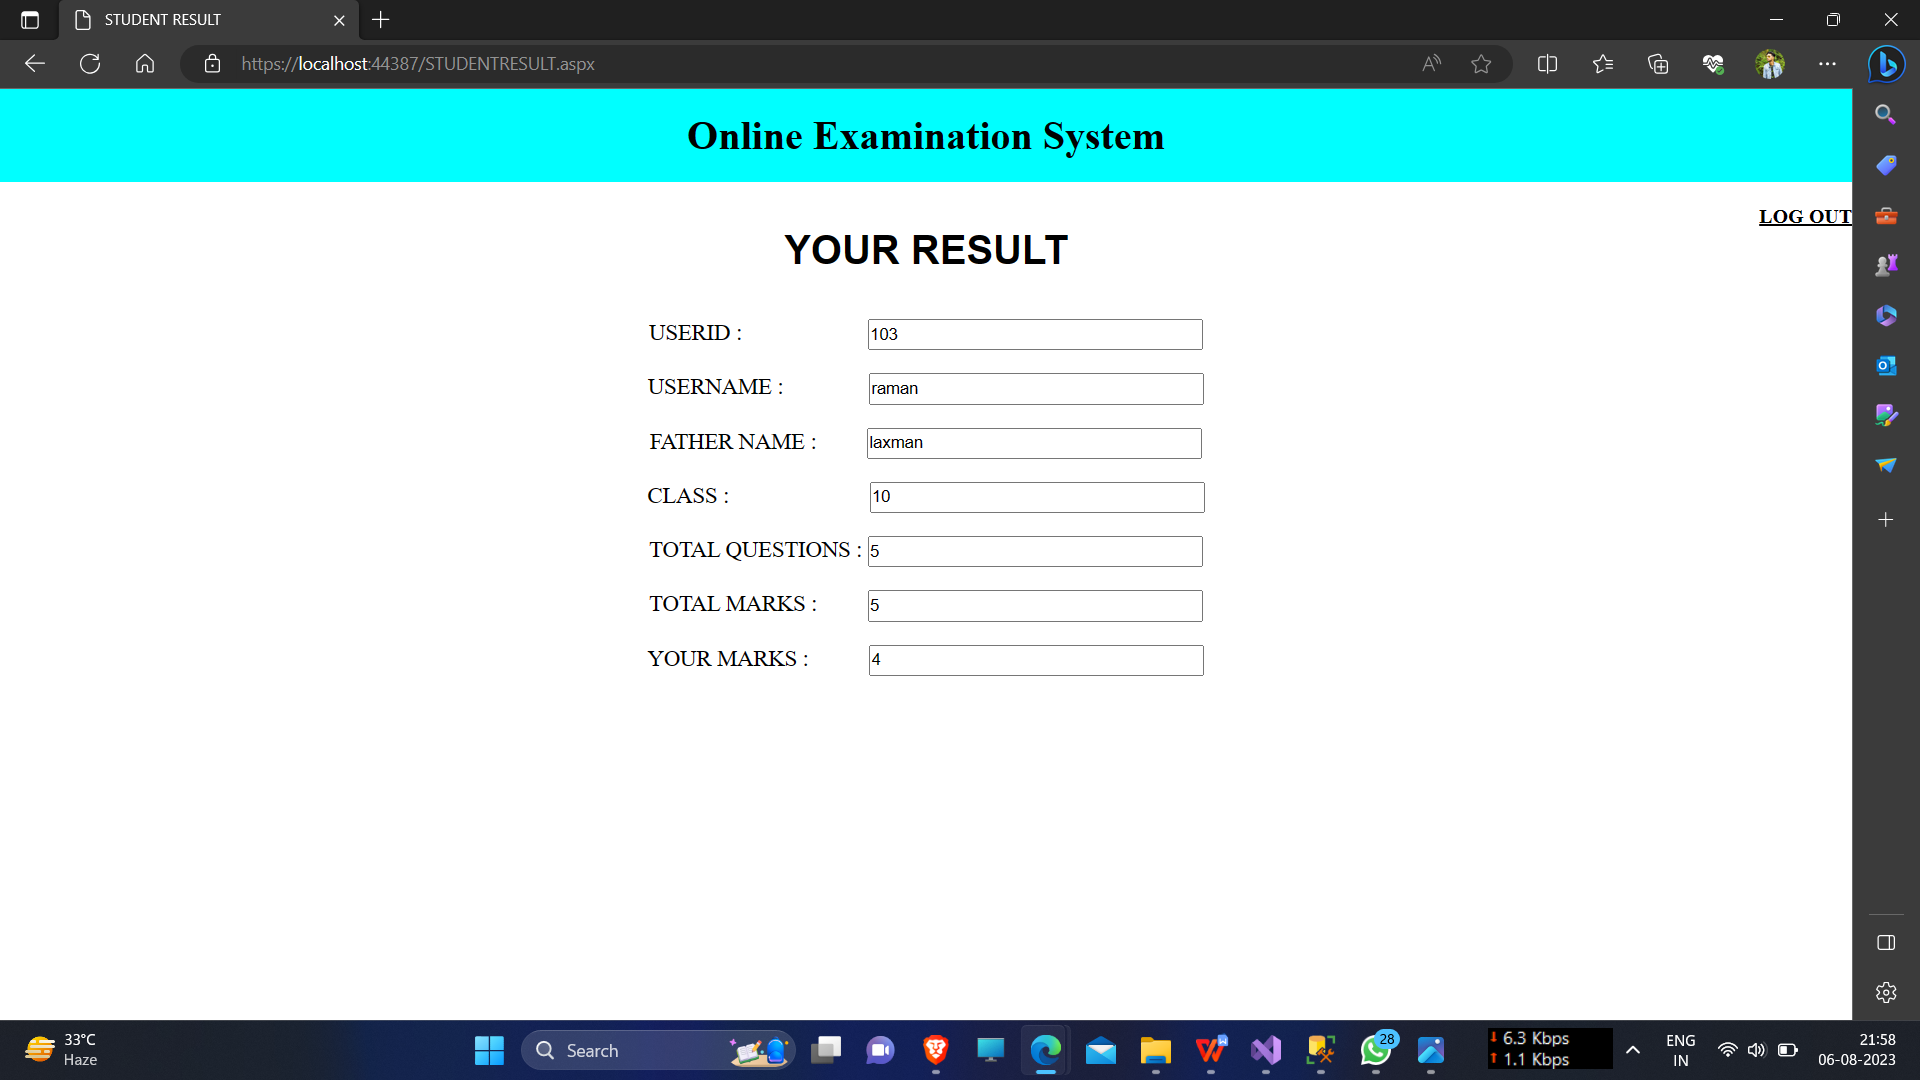 STUDENT RESULT
https://localhost:44387/STUDENTRESULT.aspx
Online Examination System
LOG OUT
YOUR RESULT
USERID : 103
USERNAME : raman
FATHER NAME : laxman
CLASS : 10
TOTAL QUESTIONS : 5
TOTAL MARKS : 5
YOUR MARKS : 4
33°C
Haze
Search
28
6.3 Kbps
1.1 Kbps
ENG
IN
21:58
06-08-2023